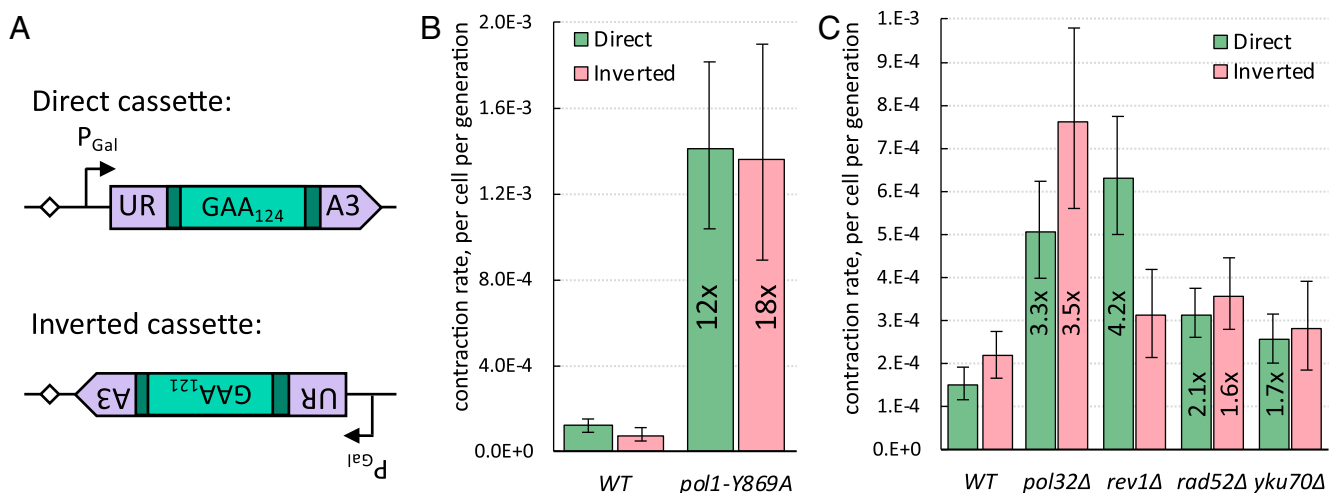 A
Direct cassette:
P_Gal
UR GAA_124 A3
Inverted cassette:
A3 GAA_121 UR
P_Gal
B
contraction rate, per cell per generation
2.0E-3
1.6E-3
1.2E-3
8.0E-4
4.0E-4
0.0E+0
Direct
Inverted
12x
18x
WT pol1-Y869A
C
contraction rate, per cell per generation
1.E-3
9.E-4
8.E-4
7.E-4
6.E-4
5.E-4
4.E-4
3.E-4
2.E-4
1.E-4
0.E+0
Direct
Inverted
3.3x
3.5x
4.2x
2.1x
1.6x
1.7x
WT pol32Δ rev1Δ rad52Δ yku70Δ